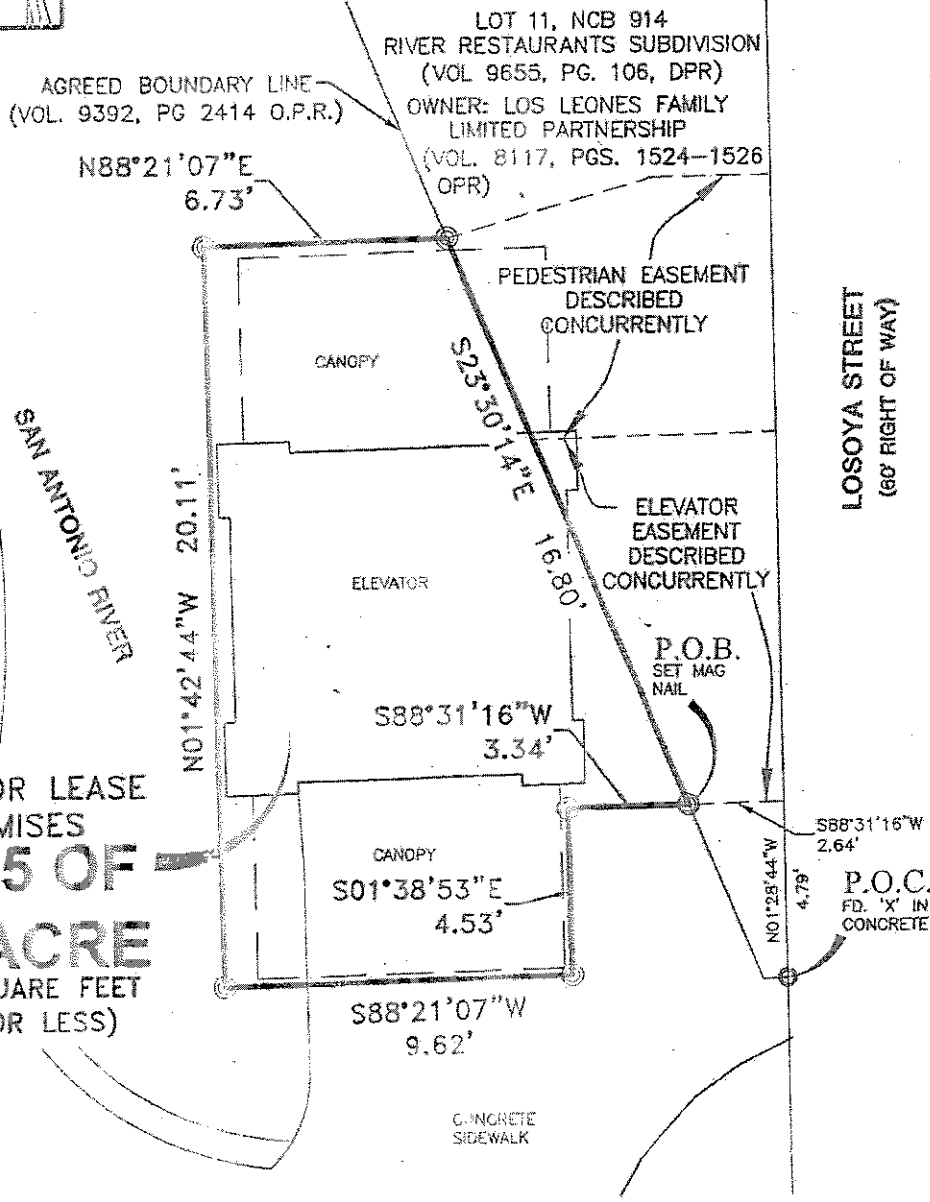 LOT 11, NCB 914
RIVER RESTAURANTS SUBDIVISION
(VOL 9655, PG. 106, DPR)
OWNER: LOS LEONES FAMILY
LIMITED PARTNERSHIP
(VOL. 8117, PGS. 1524-1526
OPR)
AGREED BOUNDARY LINE
(VOL. 9392, PG 2414 O.P.R.)
N88°21'07"E
6.73'
PEDESTRIAN EASEMENT
DESCRIBED
CONCURRENTLY
CANOPY
S23°30'14"E 16.80'
LOSOYA STREET
(60' RIGHT OF WAY)
SAN ANTONIO RIVER
N01°42'44"W 20.11'
ELEVATOR
ELEVATOR
EASEMENT
DESCRIBED
CONCURRENTLY
P.O.B.
SET MAG
NAIL
S88°31'16"W
3.34'
OR LEASE
MISES
5 OF
ACRE
UARE FEET
OR LESS)
CANOPY
S01°38'53"E
4.53'
S88°31'16"W
2.64'
N01°28'44"W
4.79'
P.O.C.
FD. 'X' IN
CONCRETE
S88°21'07"W
9.62'
CONCRETE
SIDEWALK